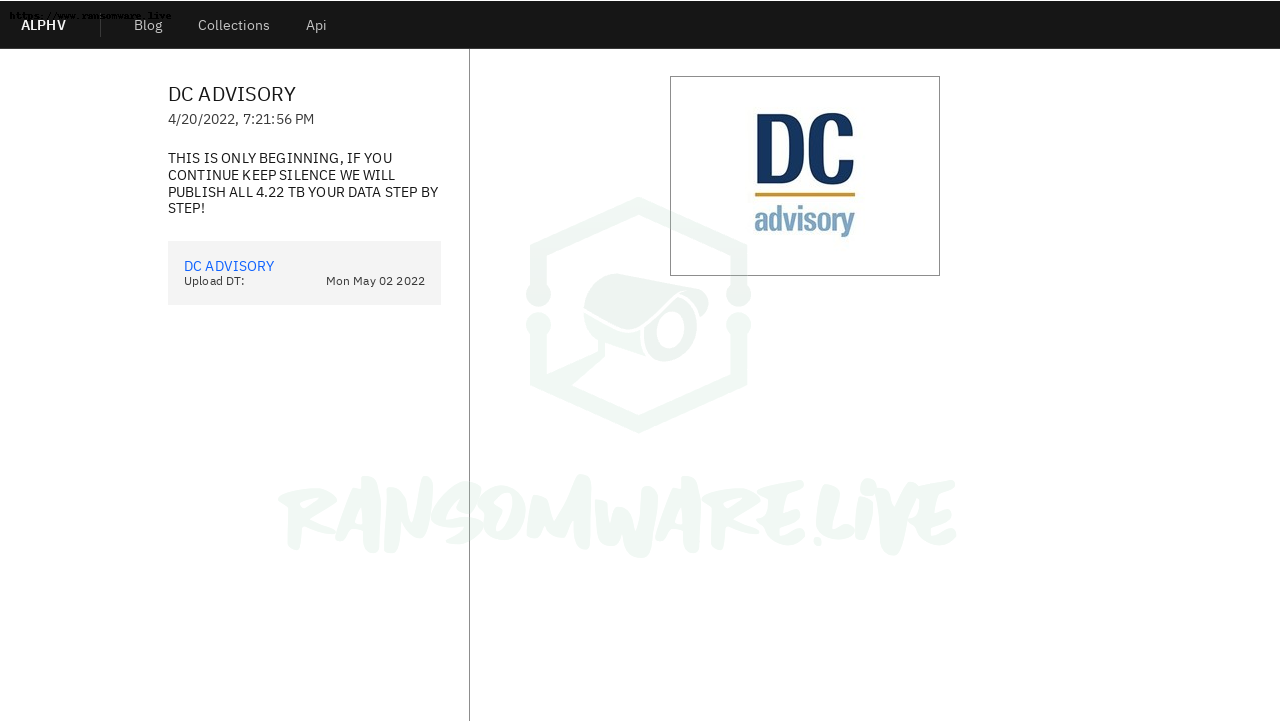 https://www.ransomware.live
ALPHV
Blog
Collections
Api
DC ADVISORY
4/20/2022, 7:21:56 PM
THIS IS ONLY BEGINNING, IF YOU
CONTINUE KEEP SILENCE WE WILL
PUBLISH ALL 4.22 TB YOUR DATA STEP BY
STEP!
DC ADVISORY
Upload DT:
Mon May 02 2022
DC
advisory
RANSOMWARE.LIVE